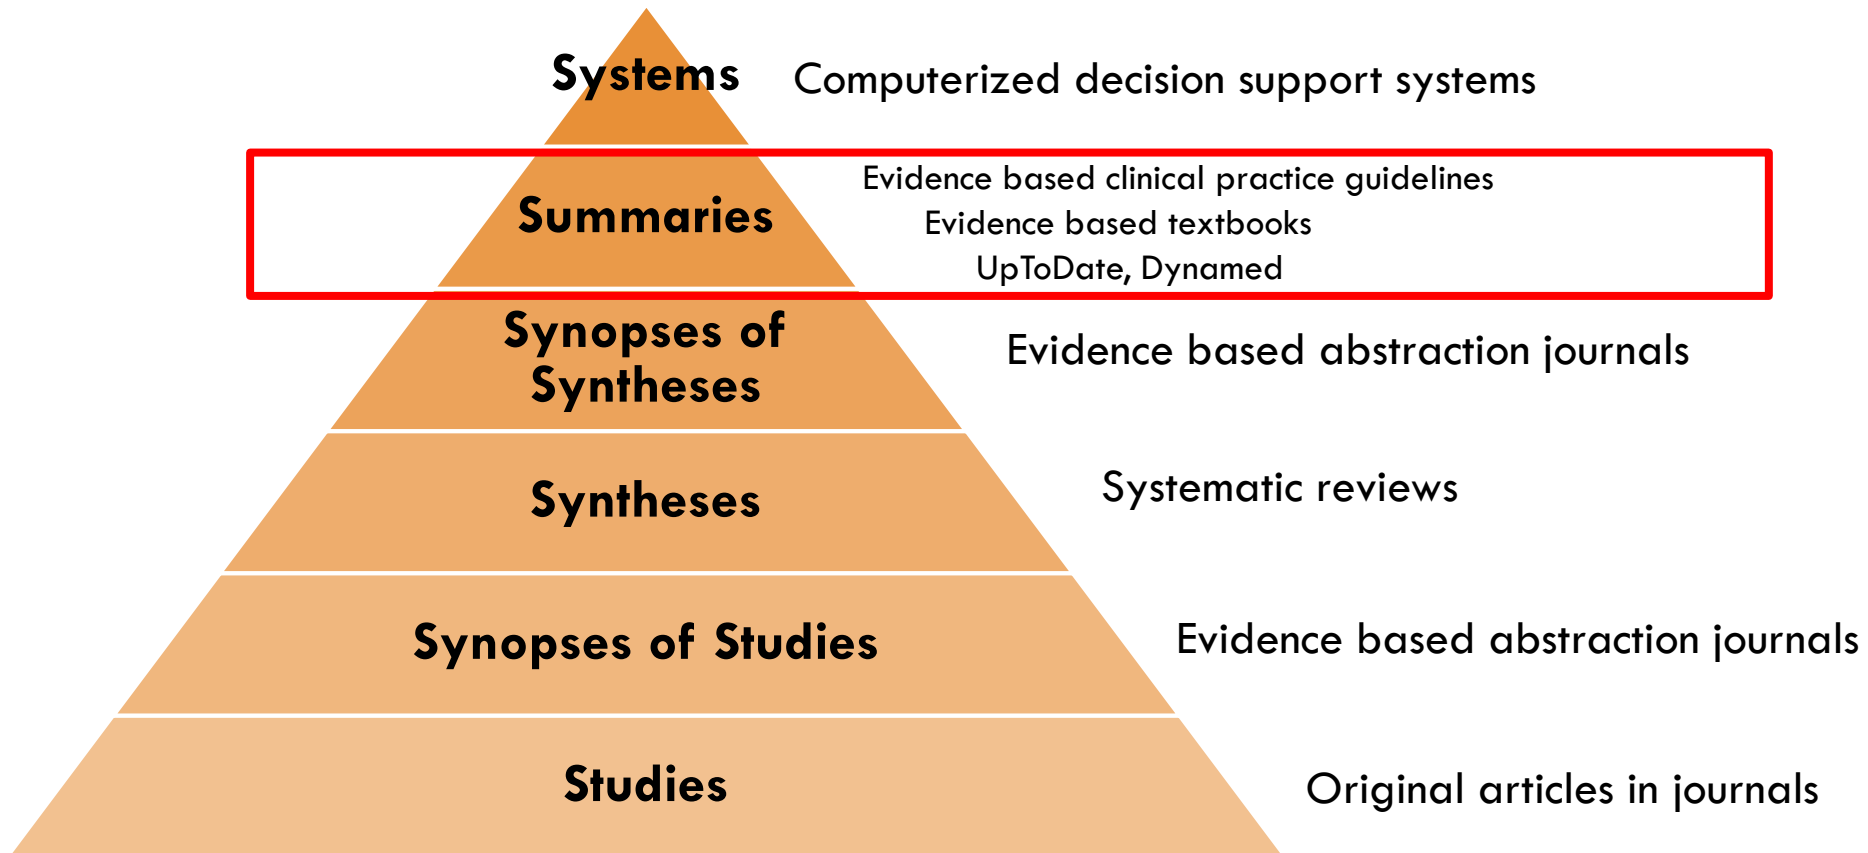 Systems
Computerized decision support systems
Summaries
Evidence based clinical practice guidelines
Evidence based textbooks
UpToDate, Dynamed
Synopses of
Syntheses
Evidence based abstraction journals
Syntheses
Systematic reviews
Synopses of Studies
Evidence based abstraction journals
Studies
Original articles in journals